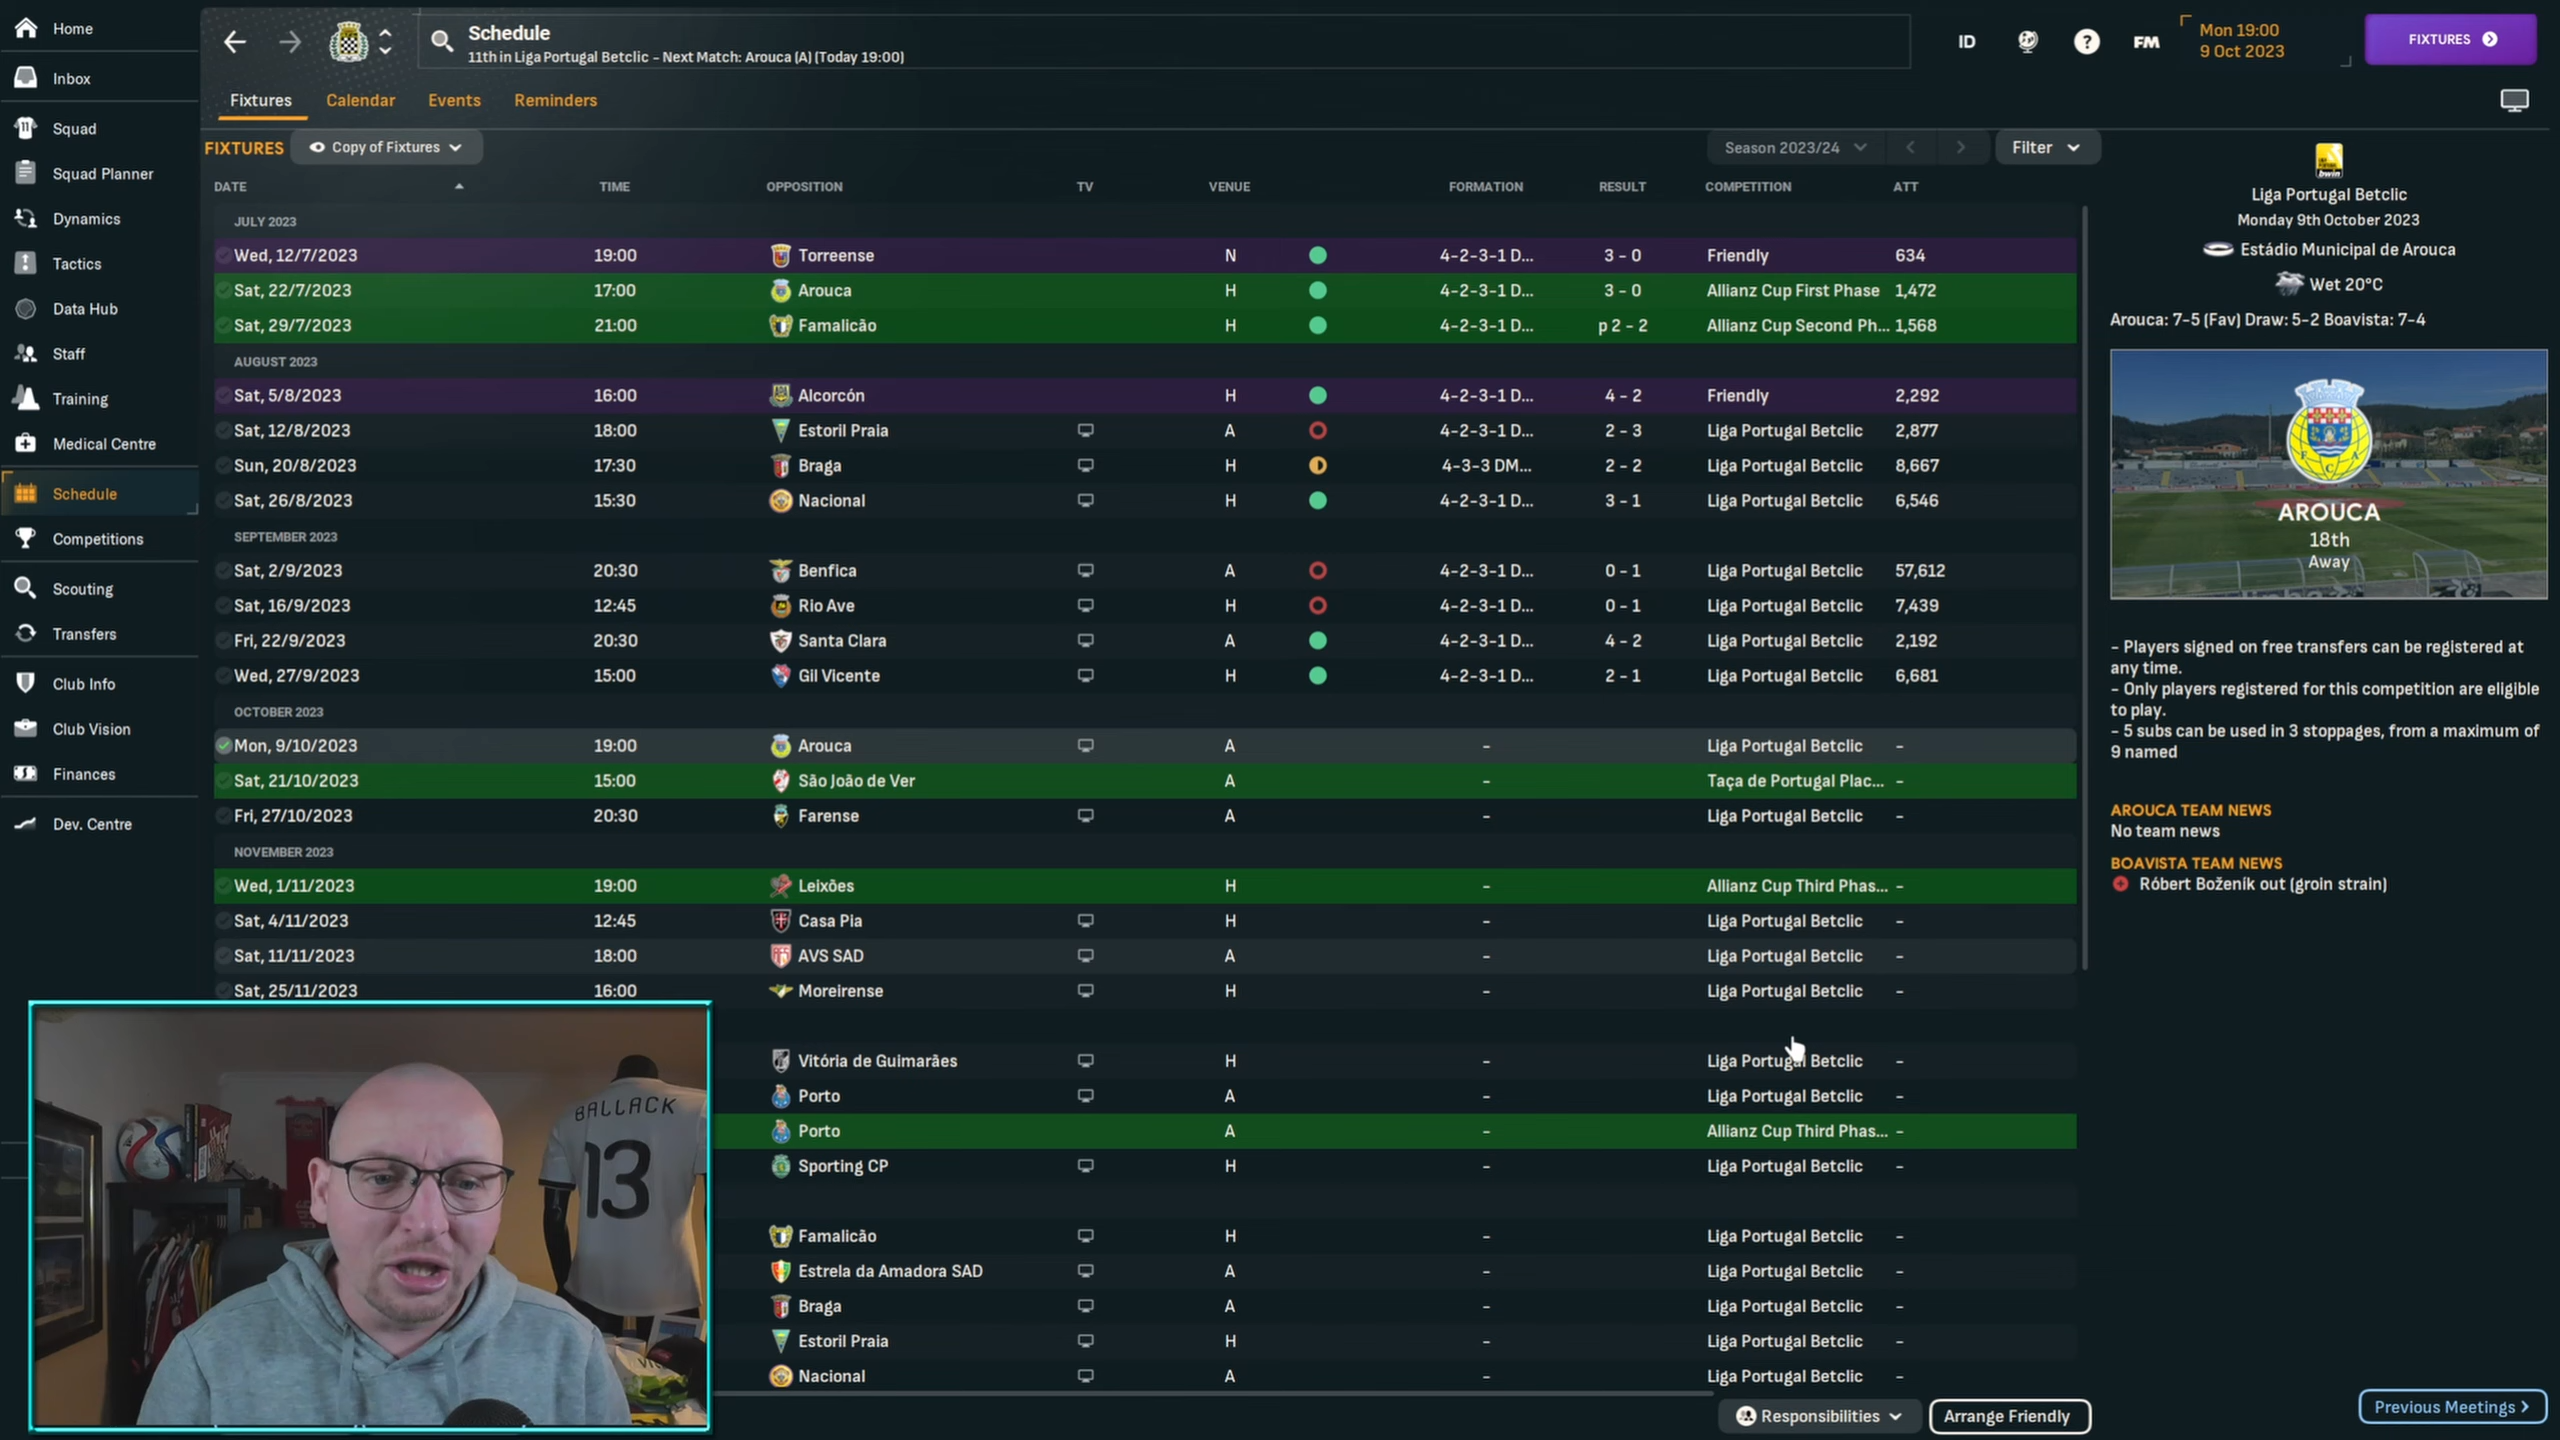 Home
Inbox
Squad
Squad Planner
Dynamics
Tactics
Data Hub
Staff
Training
Medical Centre
Schedule
Competitions
Scouting
Transfers
Club Info
Club Vision
Finances
Dev. Centre
Schedule
11th in Liga Portugal Betclic - Next Match: Arouca (A) (Today 19:00)
ID
?
FM
Mon 19:00
9 Oct 2023
FIXTURES
Fixtures Calendar Events Reminders
FIXTURES Copy of Fixtures Season 2023/24 Filter
DATE TIME OPPOSITION TV VENUE FORMATION RESULT COMPETITION ATT
JULY 2023
Wed, 12/7/2023 19:00 Torreense N 4-2-3-1 D... 3 - 0 Friendly 634
Sat, 22/7/2023 17:00 Arouca H 4-2-3-1 D... 3 - 0 Allianz Cup First Phase 1,472
Sat, 29/7/2023 21:00 Famalicão H 4-2-3-1 D... p 2 - 2 Allianz Cup Second Ph... 1,568
AUGUST 2023
Sat, 5/8/2023 16:00 Alcorcón H 4-2-3-1 D... 4 - 2 Friendly 2,292
Sat, 12/8/2023 18:00 Estoril Praia A 4-2-3-1 D... 2 - 3 Liga Portugal Betclic 2,877
Sun, 20/8/2023 17:30 Braga H 4-3-3 DM... 2 - 2 Liga Portugal Betclic 8,667
Sat, 26/8/2023 15:30 Nacional H 4-2-3-1 D... 3 - 1 Liga Portugal Betclic 6,546
SEPTEMBER 2023
Sat, 2/9/2023 20:30 Benfica A 4-2-3-1 D... 0 - 1 Liga Portugal Betclic 57,612
Sat, 16/9/2023 12:45 Rio Ave H 4-2-3-1 D... 0 - 1 Liga Portugal Betclic 7,439
Fri, 22/9/2023 20:30 Santa Clara A 4-2-3-1 D... 4 - 2 Liga Portugal Betclic 2,192
Wed, 27/9/2023 15:00 Gil Vicente H 4-2-3-1 D... 2 - 1 Liga Portugal Betclic 6,681
OCTOBER 2023
Mon, 9/10/2023 19:00 Arouca A - Liga Portugal Betclic -
Sat, 21/10/2023 15:00 São João de Ver A - Taça de Portugal Plac... -
Fri, 27/10/2023 20:30 Farense A - Liga Portugal Betclic -
NOVEMBER 2023
Wed, 1/11/2023 19:00 Leixões H - Allianz Cup Third Phas... -
Sat, 4/11/2023 12:45 Casa Pia H - Liga Portugal Betclic -
Sat, 11/11/2023 18:00 AVS SAD A - Liga Portugal Betclic -
Sat, 25/11/2023 16:00 Moreirense H - Liga Portugal Betclic -
Vitória de Guimarães H - Liga Portugal Betclic -
Porto A - Liga Portugal Betclic -
Porto A - Allianz Cup Third Phas... -
Sporting CP H - Liga Portugal Betclic -
Famalicão H - Liga Portugal Betclic -
Estrela da Amadora SAD A - Liga Portugal Betclic -
Braga A - Liga Portugal Betclic -
Estoril Praia H - Liga Portugal Betclic -
Nacional A - Liga Portugal Betclic -
Responsibilities Arrange Friendly
bwin
Liga Portugal Betclic
Monday 9th October 2023
Estádio Municipal de Arouca
Wet 20°C
Arouca: 7-5 (Fav) Draw: 5-2 Boavista: 7-4
AROUCA
18th
Away
- Players signed on free transfers can be registered at
any time.
- Only players registered for this competition are eligible
to play.
- 5 subs can be used in 3 stoppages, from a maximum of
9 named
AROUCA TEAM NEWS
No team news
BOAVISTA TEAM NEWS
Róbert Boženík out (groin strain)
Previous Meetings
BALLACK
13